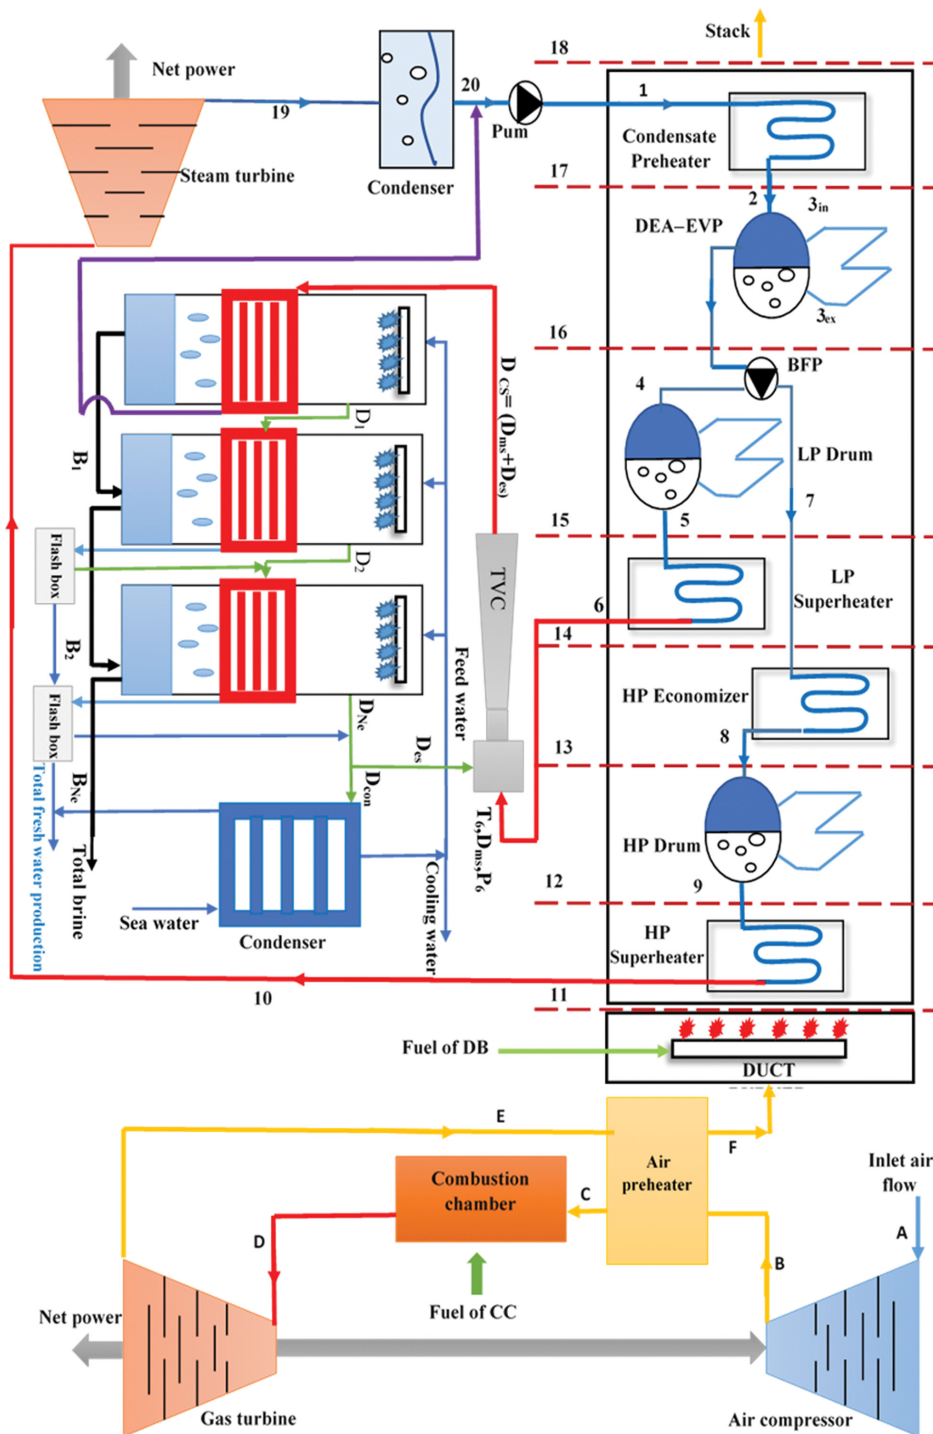 Stack
18
Net power
19
20
Pum
1
Condensate
Preheater
Steam turbine
Condenser
17
2
3in
DEA–EVP
3ex
16
BFP
4
D CS= (Dms+Des)
D1
B1
LP Drum
7
5
15
D2
Flash box
TVC
LP
Superheater
6
14
B2
Feed water
HP Economizer
Flash box
DNe
Des
8
13
BNe
Dcon
T6,Dms,P6
HP Drum
Total fresh water production
Total brine
9
12
Sea water
Condenser
Cooling water
HP
Superheater
10
11
Fuel of DB
DUCT
E
F
Inlet air
flow
Air
preheater
Combustion
chamber
C
A
D
B
Fuel of CC
Net power
Gas turbine
Air compressor